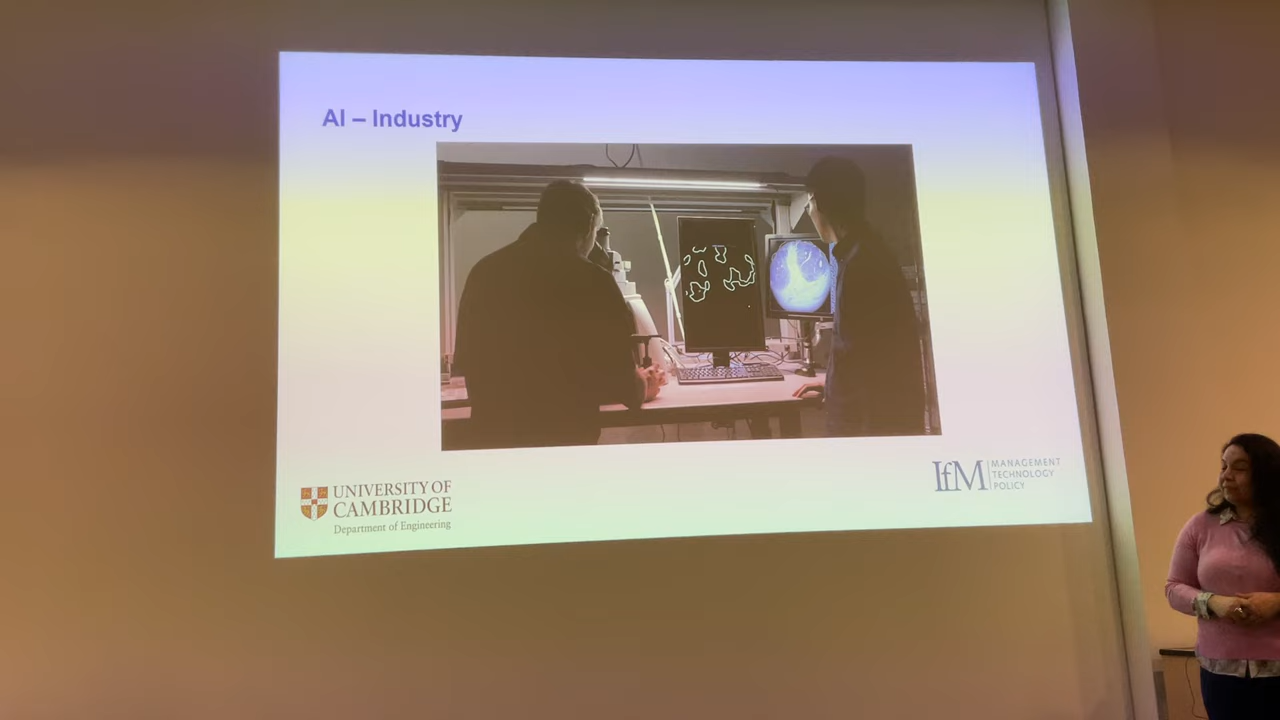 AI – Industry
UNIVERSITY OF
CAMBRIDGE
Department of Engineering
IfM
MANAGEMENT
TECHNOLOGY
POLICY